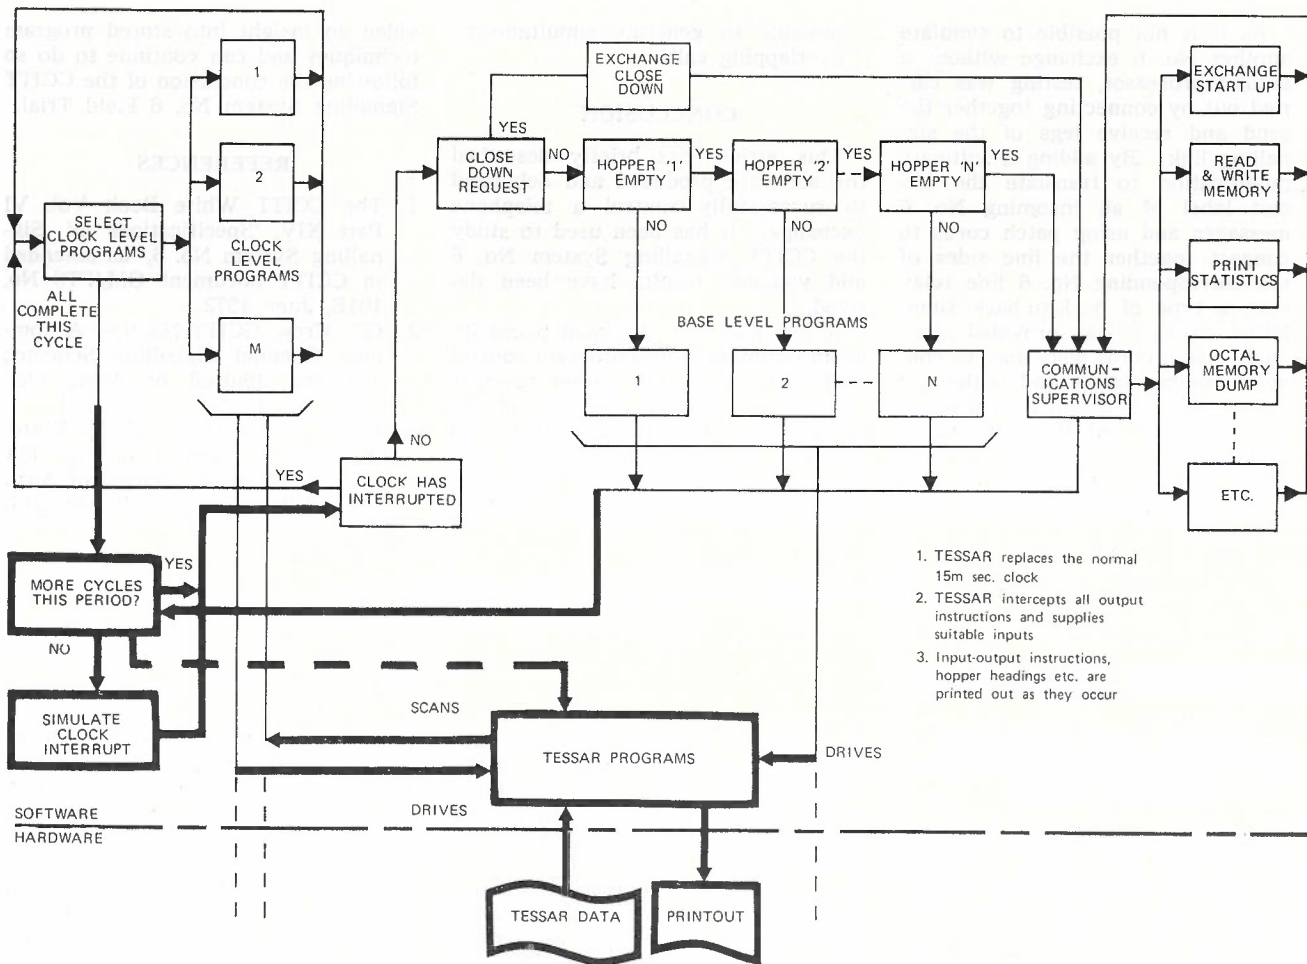 EXCHANGE
CLOSE
DOWN
EXCHANGE
START UP
1
YES
CLOSE
DOWN
REQUEST
NO
HOPPER '1'
EMPTY
YES
HOPPER '2'
EMPTY
YES
HOPPER 'N'
EMPTY
YES
READ
& WRITE
MEMORY
2
SELECT
CLOCK LEVEL
PROGRAMS
CLOCK
LEVEL
PROGRAMS
NO
NO
NO
PRINT
STATISTICS
ALL
COMPLETE
THIS
CYCLE
M
BASE LEVEL PROGRAMS
1
2
N
COMMUN-
ICATIONS
SUPERVISOR
OCTAL
MEMORY
DUMP
NO
YES
CLOCK HAS
INTERRUPTED
ETC.
MORE CYCLES
THIS PERIOD?
YES
NO
1. TESSAR replaces the normal
15m sec. clock
2. TESSAR intercepts all output
instructions and supplies
suitable inputs
3. Input-output instructions,
hopper headings etc. are
printed out as they occur
SIMULATE
CLOCK
INTERRUPT
SCANS
TESSAR PROGRAMS
DRIVES
DRIVES
SOFTWARE
HARDWARE
TESSAR DATA
PRINTOUT